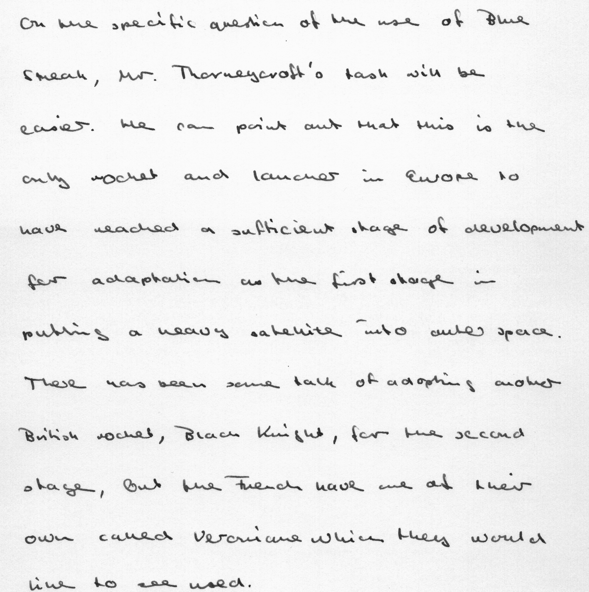 On the specific question of the use of Blue
Streak, Mr. Thorneycroft's task will be
easier. He can point out that this is the
only rocket and launcher in Europe to
have reached a sufficient stage of development
for adaptation as the first stage in
putting a heavy satellite into outer space.
There has been some talk of adopting another
British rocket, Black Knight, for the second
stage, but the French have one of their
own called Veronique which they would
like to see used.